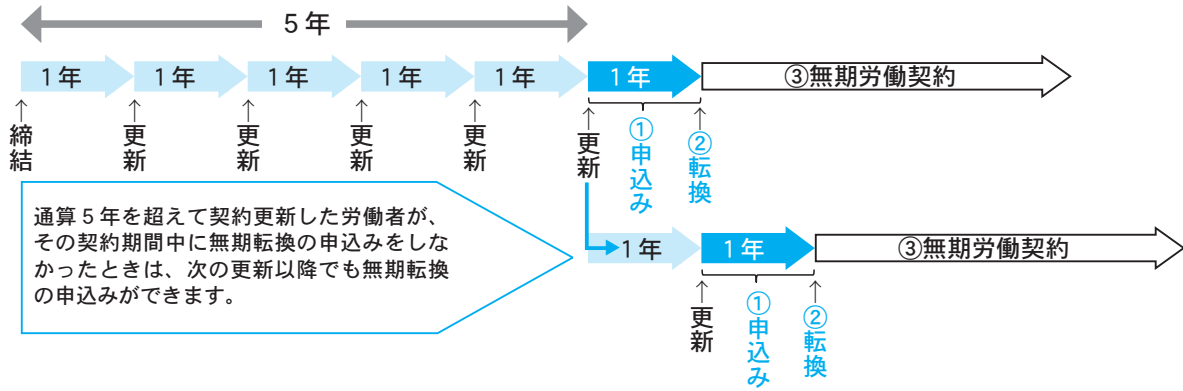 5年
1年
1年
1年
1年
1年
1年
③無期労働契約
締結
更新
更新
更新
更新
更新
①申込み
②転換
通算5年を超えて契約更新した労働者が、
その契約期間中に無期転換の申込みをしな
かったときは、次の更新以降でも無期転換
の申込みができます。
1年
1年
③無期労働契約
更新
①申込み
②転換